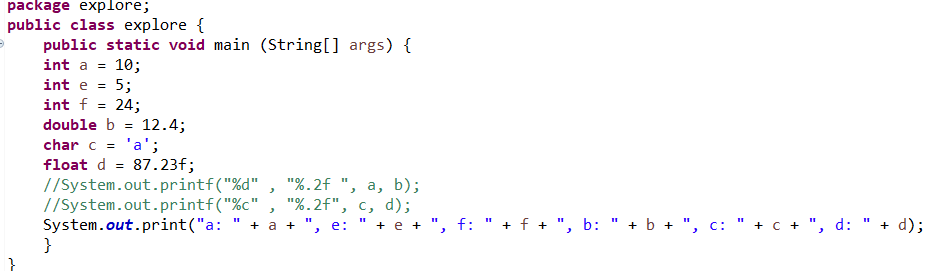 package explore;
public class explore {
public static void main (String[] args) {
int a = 10;
int e = 5;
int f = 24;
double b = 12.4;
char c = 'a';
float d = 87.23f;
//System.out.printf("%d" , "%.2f ", a, b);
//System.out.printf("%c" , "%.2f", c, d);
System.out.print("a: " + a + ", e: " + e + ", f: " + f + ", b: " + b + ", c: " + c + ", d: " + d);
}
}